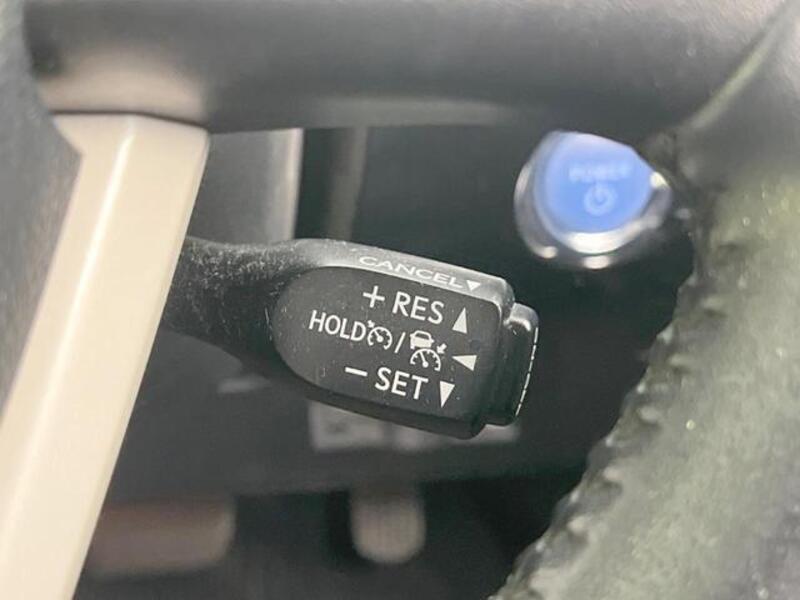 POWER
CANCEL▼
+ RES ▲
HOLD /
− SET ▼